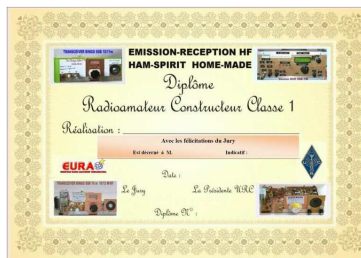 EMISSION-RECEPTION HF
HAM-SPIRIT HOME-MADE
Diplôme
Radioamateur Constructeur Classe 1
Réalisation :
Avec les félicitations du Jury
Est décerné à M. Indicatif :
EURAO
Date :
Le Jury La Présidente URC
Diplôme N° :